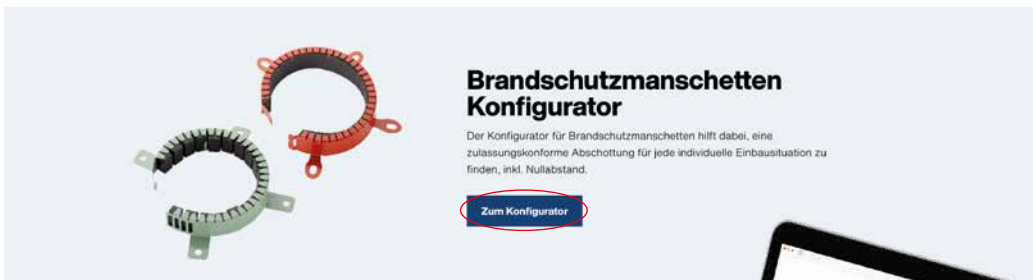 Brandschutzmanschetten
Konfigurator
Der Konfigurator für Brandschutzmanschetten hilft dabei, eine
zulassungskonforme Abschottung für jede individuelle Einbausituation zu
finden, inkl. Nullabstand.
Zum Konfigurator